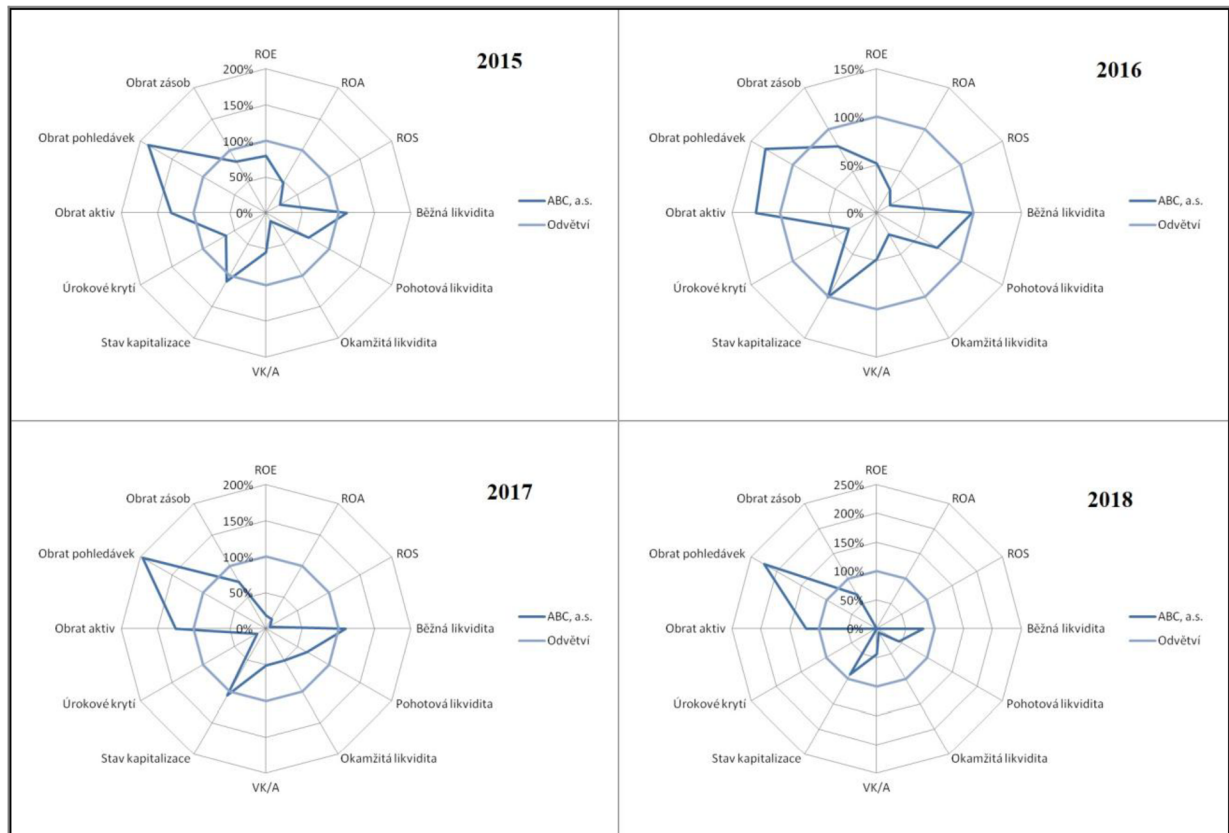 2015
ROE
200%
Obrat zásob
ROA
150%
Obrat pohledávek
100%
ROS
50%
Obrat aktiv
0%
Běžná likvidita
ABC, a.s.
Odvětví
Úrokové krytí
Pohotová likvidita
Stav kapitalizace
Okamžitá likvidita
VK/A
2016
ROE
150%
Obrat zásob
ROA
100%
Obrat pohledávek
ROS
50%
Obrat aktiv
0%
Běžná likvidita
ABC, a.s.
Odvětví
Úrokové krytí
Pohotová likvidita
Stav kapitalizace
Okamžitá likvidita
VK/A
2017
ROE
200%
Obrat zásob
ROA
150%
Obrat pohledávek
100%
ROS
50%
Obrat aktiv
0%
Běžná likvidita
ABC, a.s.
Odvětví
Úrokové krytí
Pohotová likvidita
Stav kapitalizace
Okamžitá likvidita
VK/A
2018
ROE
250%
Obrat zásob
ROA
200%
150%
Obrat pohledávek
ROS
100%
50%
Obrat aktiv
0%
Běžná likvidita
ABC, a.s.
Odvětví
Úrokové krytí
Pohotová likvidita
Stav kapitalizace
Okamžitá likvidita
VK/A